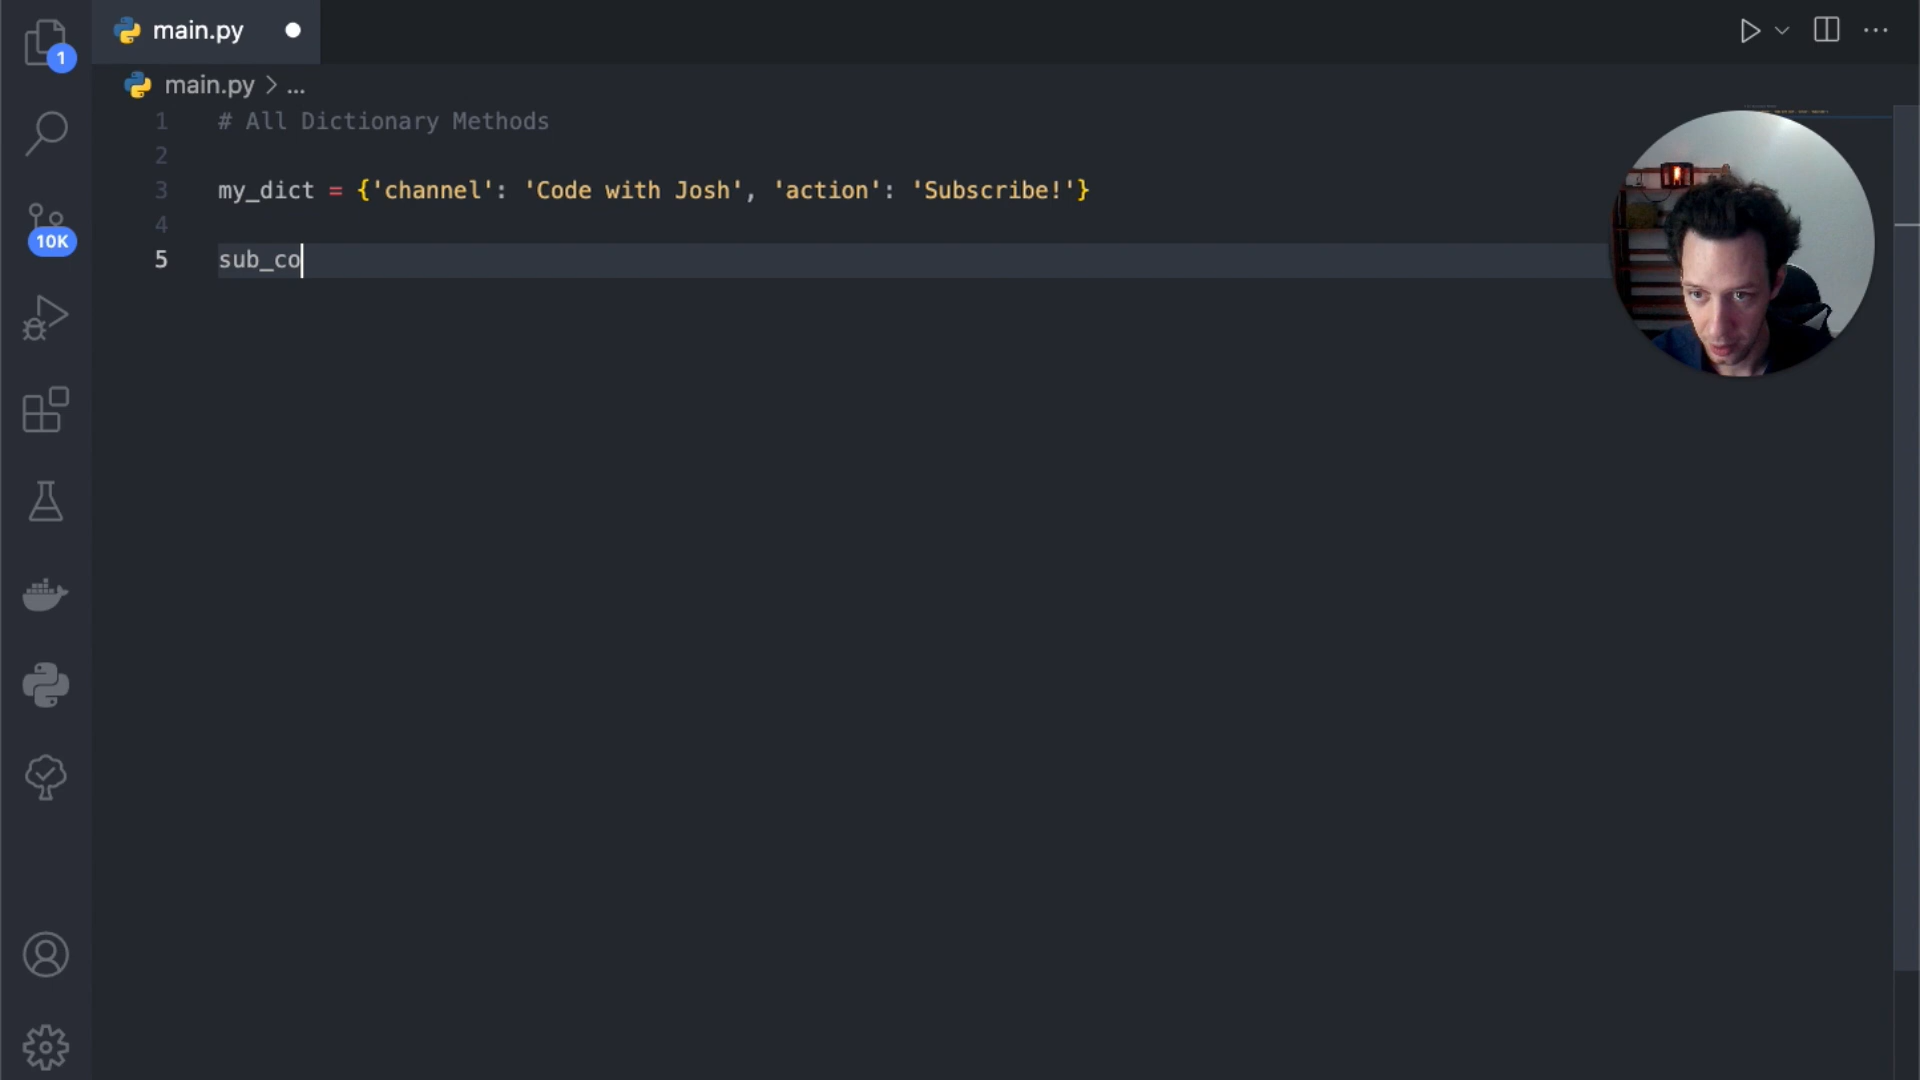 main.py
main.py > ...
1 # All Dictionary Methods
2
3 my_dict = {'channel': 'Code with Josh', 'action': 'Subscribe!'}
4
5 sub_co
1
10K